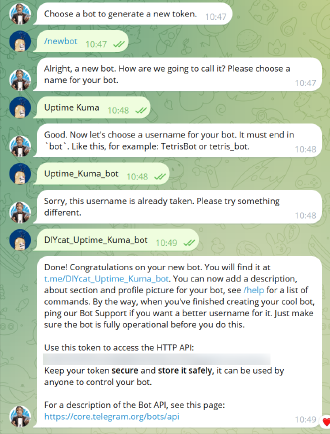 Choose a bot to generate a new token.
10:47
/newbot
10:47
Alright, a new bot. How are we going to call it? Please choose a
name for your bot.
10:47
Uptime Kuma
10:48
Good. Now let's choose a username for your bot. It must end in
`bot`. Like this, for example: TetrisBot or tetris_bot.
10:48
Uptime_Kuma_bot
10:48
Sorry, this username is already taken. Please try something
different.
10:48
DIYcat_Uptime_Kuma_bot
10:49
Done! Congratulations on your new bot. You will find it at
t.me/DIYcat_Uptime_Kuma_bot. You can now add a description,
about section and profile picture for your bot, see /help for a list of
commands. By the way, when you've finished creating your cool bot,
ping our Bot Support if you want a better username for it. Just make
sure the bot is fully operational before you do this.
Use this token to access the HTTP API:
Keep your token secure and store it safely, it can be used by
anyone to control your bot.
For a description of the Bot API, see this page:
https://core.telegram.org/bots/api
10:49